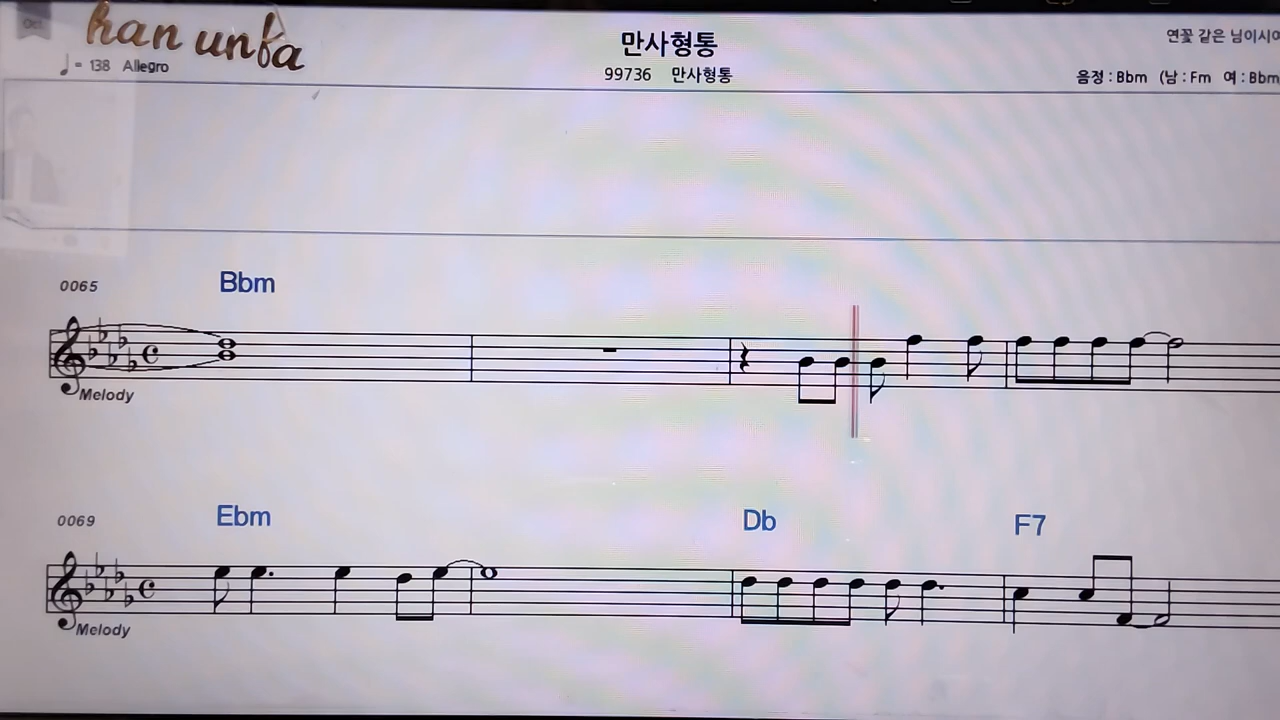 han unfa
만사형통
연꽃 같은 님이시여
♩= 138 Allegro
99736 만사형통
음정 : Bbm (남 : Fm 여 : Bbm
0065
Bbm
Melody
0069
Ebm
Db
F7
Melody